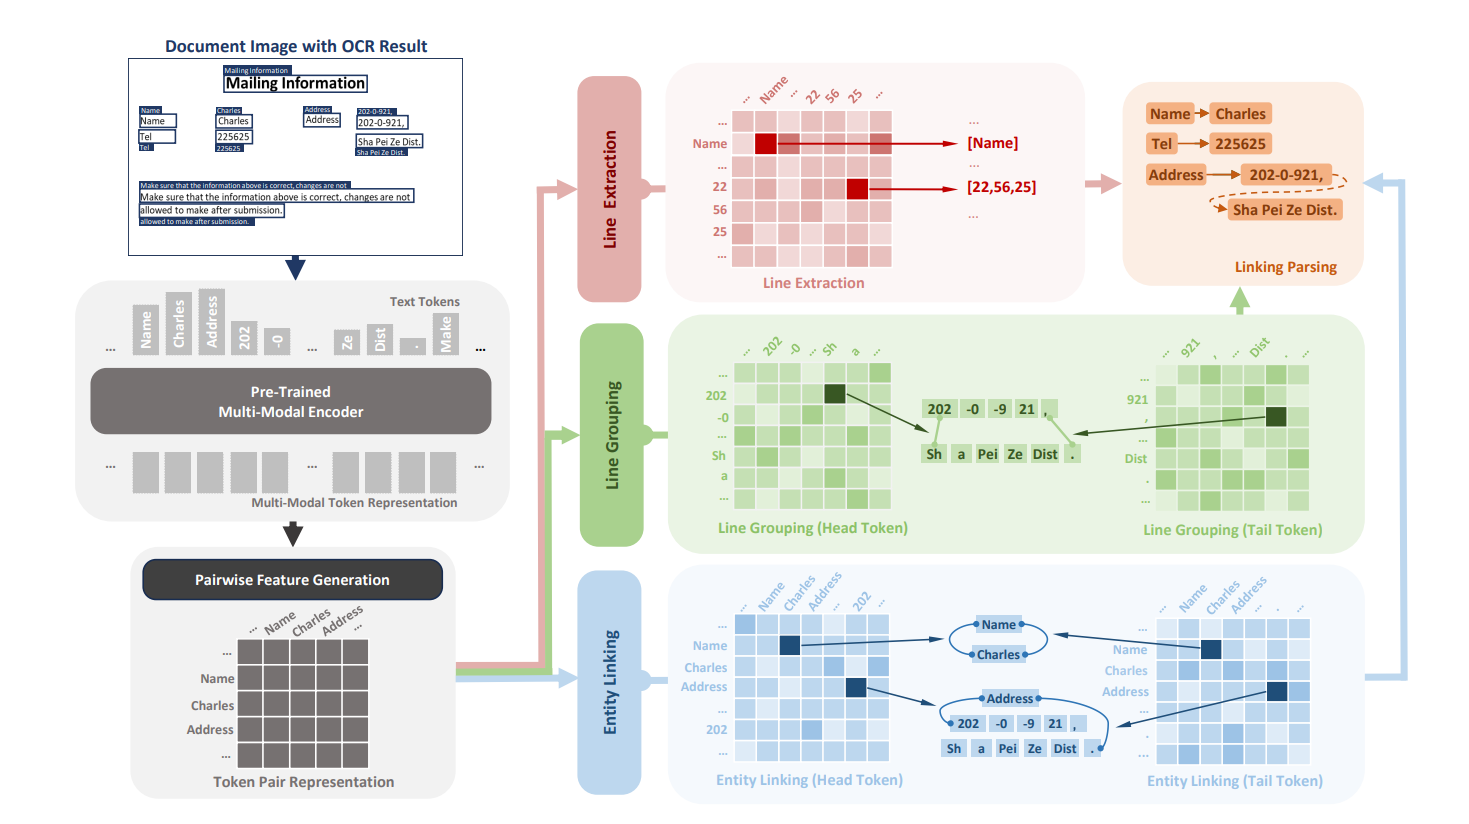 Document Image with OCR Result
Mailing Information
Mailing Information
Name Charles Address 202-0-921,
Name Charles Address 202-0-921,
Tel 225625 Sha Pei Ze Dist.
Tel 225625 Sha Pei Ze Dist.
Make sure that the information above is correct, changes are not
Make sure that the information above is correct, changes are not
allowed to make after submission.
allowed to make after submission.
Text Tokens
... Name Charles Address 202 -0 ... Ze Dist . Make ...
Pre-Trained
Multi-Modal Encoder
... ... ...
Multi-Modal Token Representation
Pairwise Feature Generation
... Name Charles Address ...
...
Name
Charles
Address
...
Token Pair Representation
Line Extraction
... Name ... 22 56 25 ...
...
Name
...
22
56
25
...
...
[Name]
...
[22,56,25]
...
Line Extraction
Name Charles
Tel 225625
Address 202-0-921,
Sha Pei Ze Dist.
Linking Parsing
Line Grouping
... 202 -0 ... Sh a ...
...
202
-0
...
Sh
a
...
Line Grouping (Head Token)
202 -0 -9 21 ,
Sh a Pei Ze Dist .
... 921 , ... Dist . ...
...
921
,
...
Dist
.
...
Line Grouping (Tail Token)
Entity Linking
... Name Charles Address ... 202 ...
...
Name
Charles
Address
...
202
...
Entity Linking (Head Token)
Name
Charles
Address
202 -0 -9 21 ,
Sh a Pei Ze Dist .
... Name Charles Address ... . ...
...
Name
Charles
Address
...
.
...
Entity Linking (Tail Token)